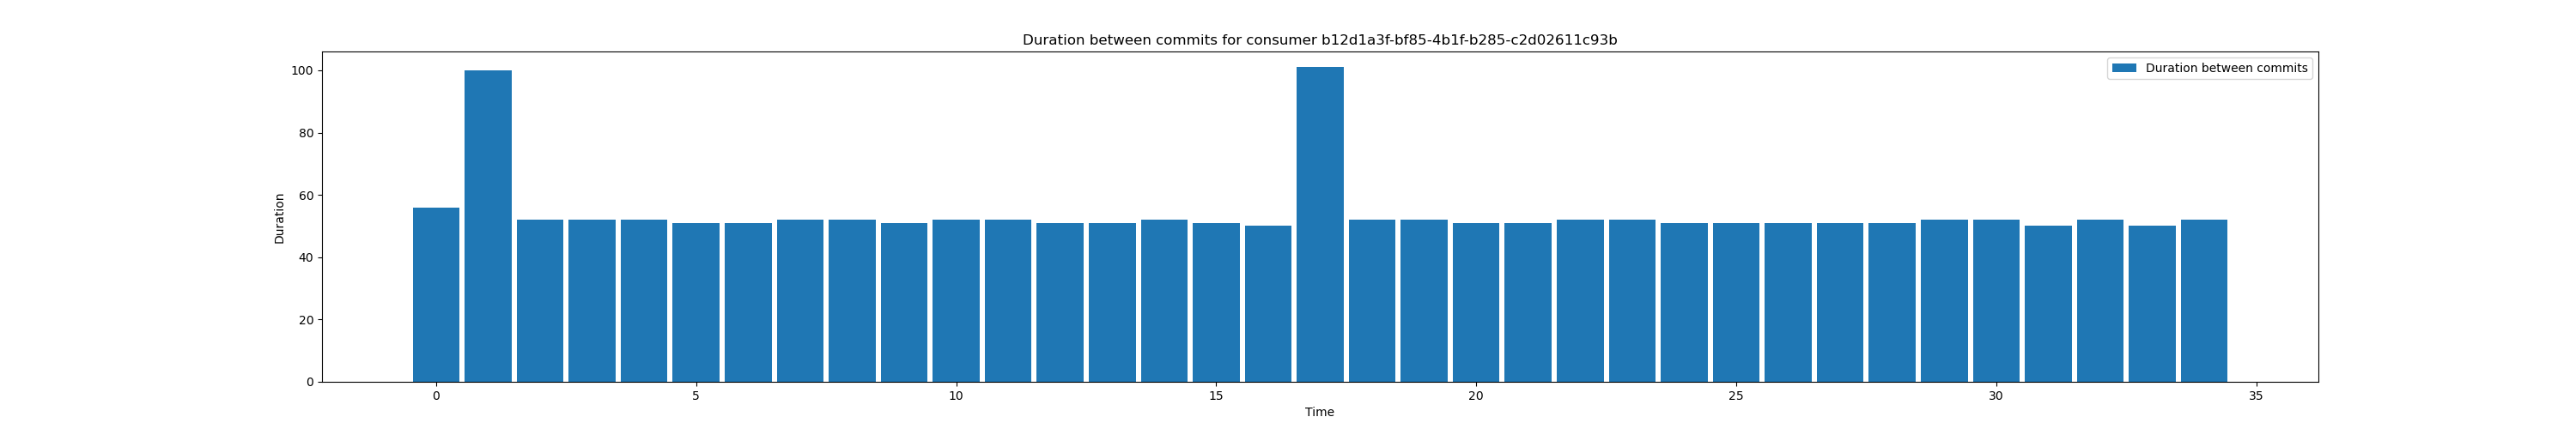 Duration between commits for consumer b12d1a3f-bf85-4b1f-b285-c2d02611c93b
Duration between commits
100
80
60
40
20
0
Duration
0 5 10 15 20 25 30 35
Time